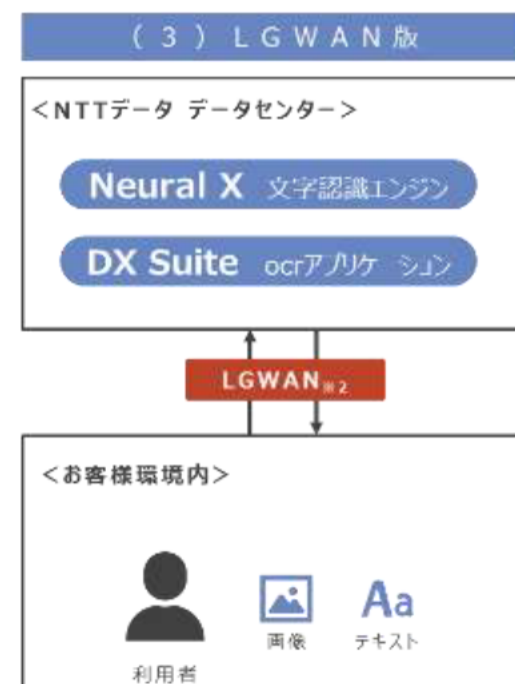 (3)LGWAN版
＜NTTデータ データセンター＞
Neural X 文字認識エンジン
DX Suite ocrアプリケーション
LGWAN※2
＜お客様環境内＞
Aa
画像
テキスト
利用者